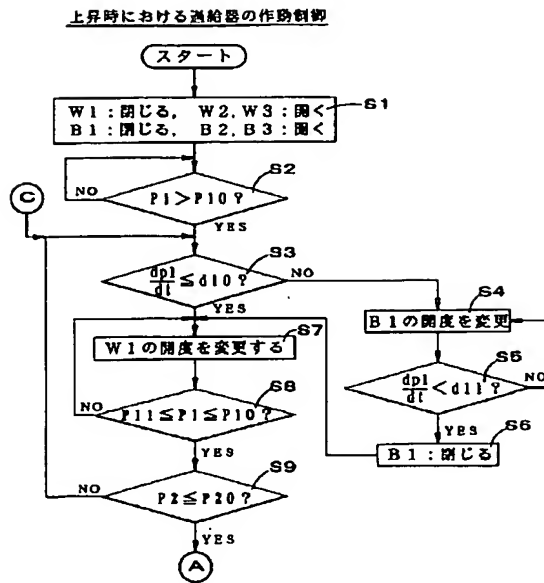 上昇時における過給器の作動制御
スタート
W1:閉じる, W2,W3:開く
B1:閉じる, B2,B3:開く
S1
S2
NO
P1>P10?
YES
C
S3
dp1/dt≦d10?
NO
YES
S4
B1の開度を変更
S7
W1の開度を変更する
S5
dp1/dt<d11?
NO
YES
S8
P11≦P1≦P10?
NO
YES
S6
B1:閉じる
S9
NO
P2≦P20?
YES
A